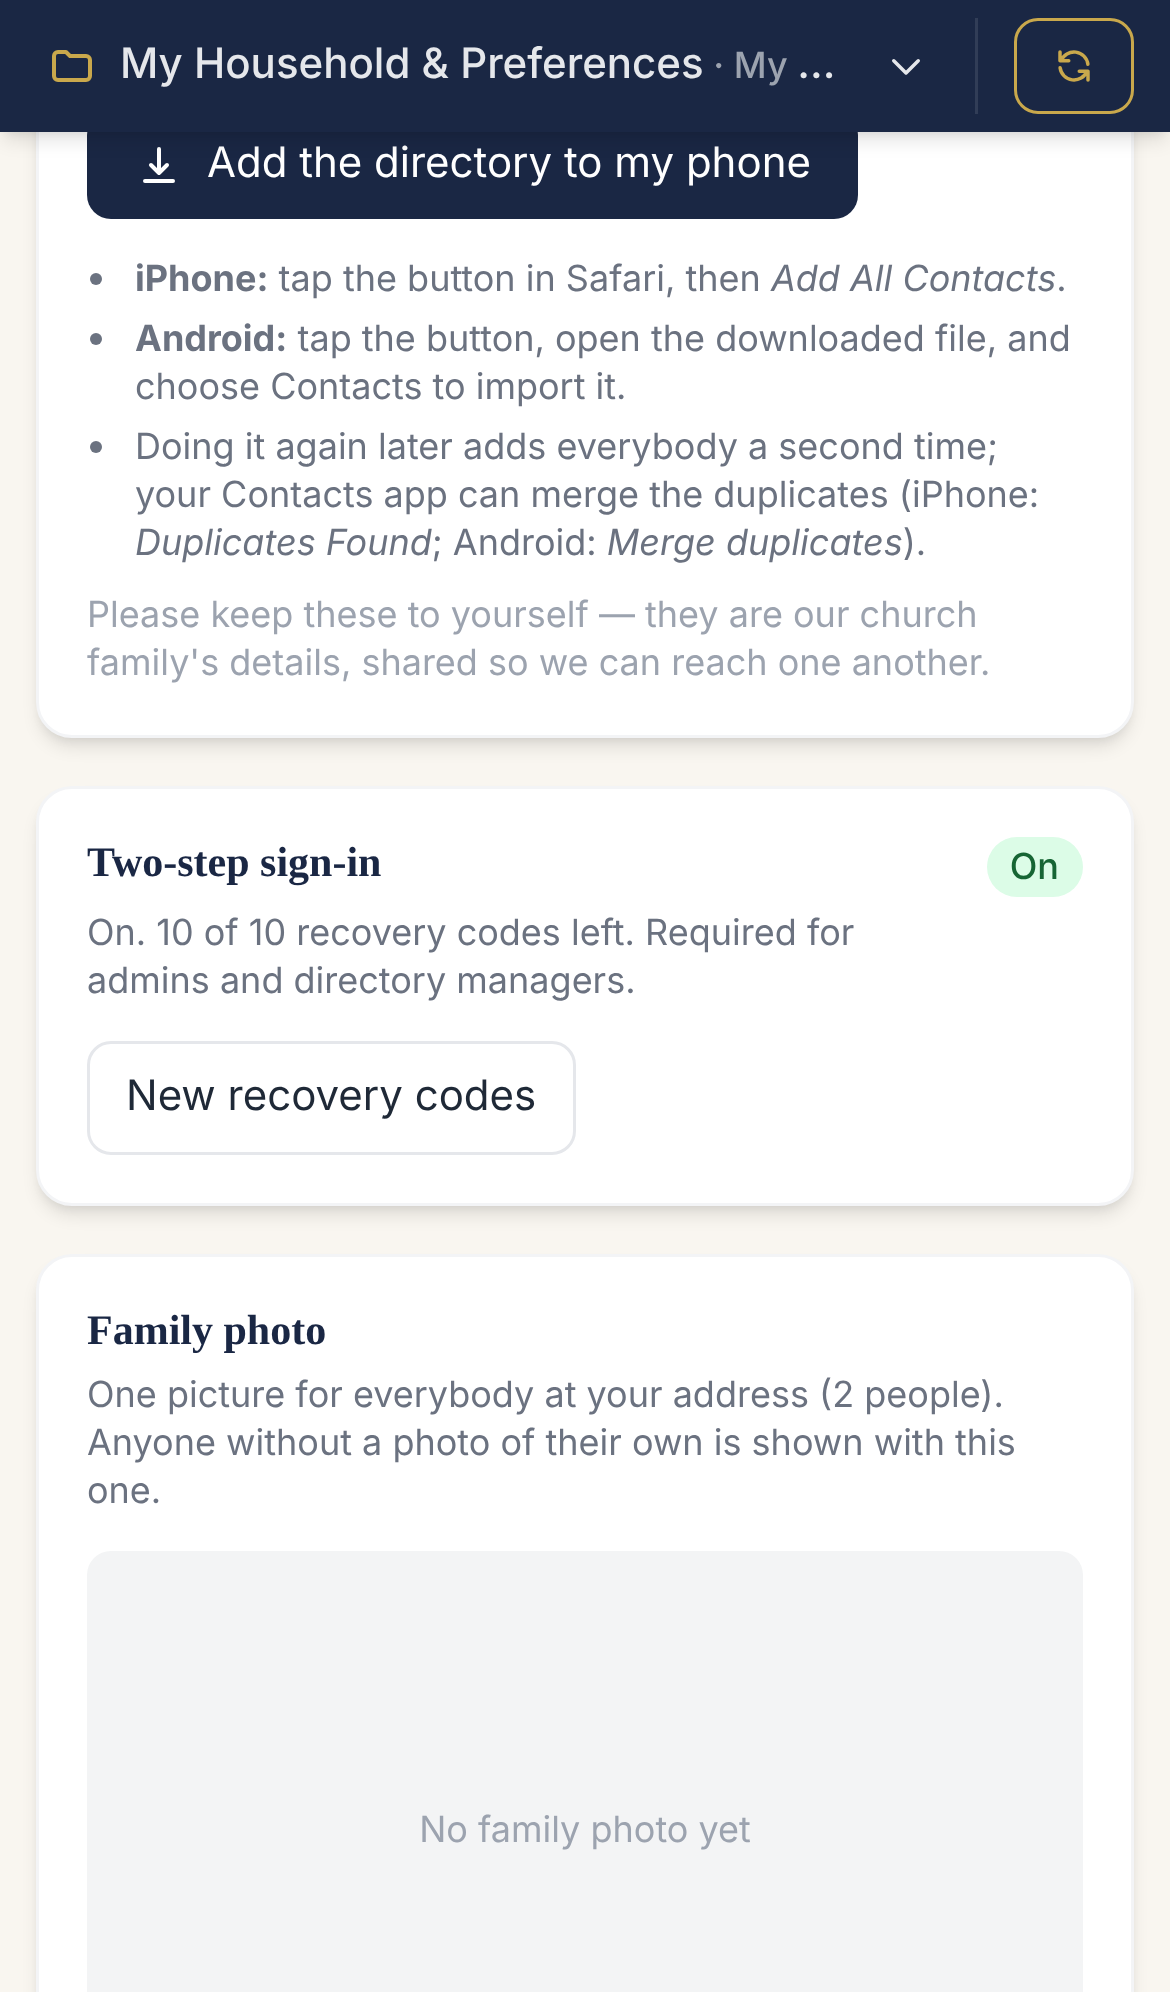 My Household & Preferences · My ...
Add the directory to my phone
• iPhone: tap the button in Safari, then Add All Contacts.
• Android: tap the button, open the downloaded file, and
choose Contacts to import it.
• Doing it again later adds everybody a second time;
your Contacts app can merge the duplicates (iPhone:
Duplicates Found; Android: Merge duplicates).
Please keep these to yourself — they are our church
family's details, shared so we can reach one another.
Two-step sign-in
On
On. 10 of 10 recovery codes left. Required for
admins and directory managers.
New recovery codes
Family photo
One picture for everybody at your address (2 people).
Anyone without a photo of their own is shown with this
one.
No family photo yet